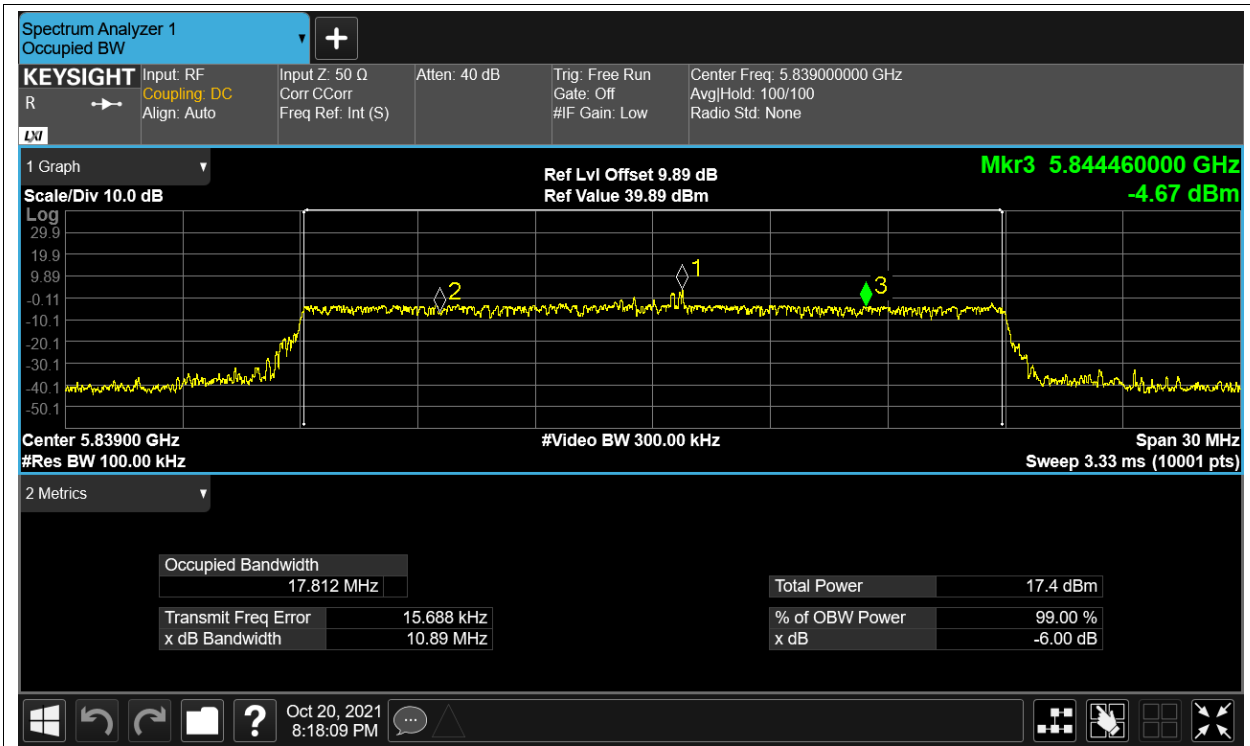 Spectrum Analyzer 1
Occupied BW
KEYSIGHT
R
LXI
Input: RF
Coupling: DC
Align: Auto
Input Z: 50 Ω
Corr CCorr
Freq Ref: Int (S)
Atten: 40 dB
Trig: Free Run
Gate: Off
#IF Gain: Low
Center Freq: 5.839000000 GHz
Avg|Hold: 100/100
Radio Std: None
1 Graph
Scale/Div 10.0 dB
Ref Lvl Offset 9.89 dB
Ref Value 39.89 dBm
Mkr3 5.844460000 GHz
-4.67 dBm
Log
29.9
19.9
9.89
-0.11
-10.1
-20.1
-30.1
-40.1
-50.1
1
2
3
Center 5.83900 GHz
#Video BW 300.00 kHz
Span 30 MHz
#Res BW 100.00 kHz
Sweep 3.33 ms (10001 pts)
2 Metrics
Occupied Bandwidth
17.812 MHz
Total Power 17.4 dBm
Transmit Freq Error 15.688 kHz
% of OBW Power 99.00 %
x dB Bandwidth 10.89 MHz
x dB -6.00 dB
?
Oct 20, 2021
8:18:09 PM